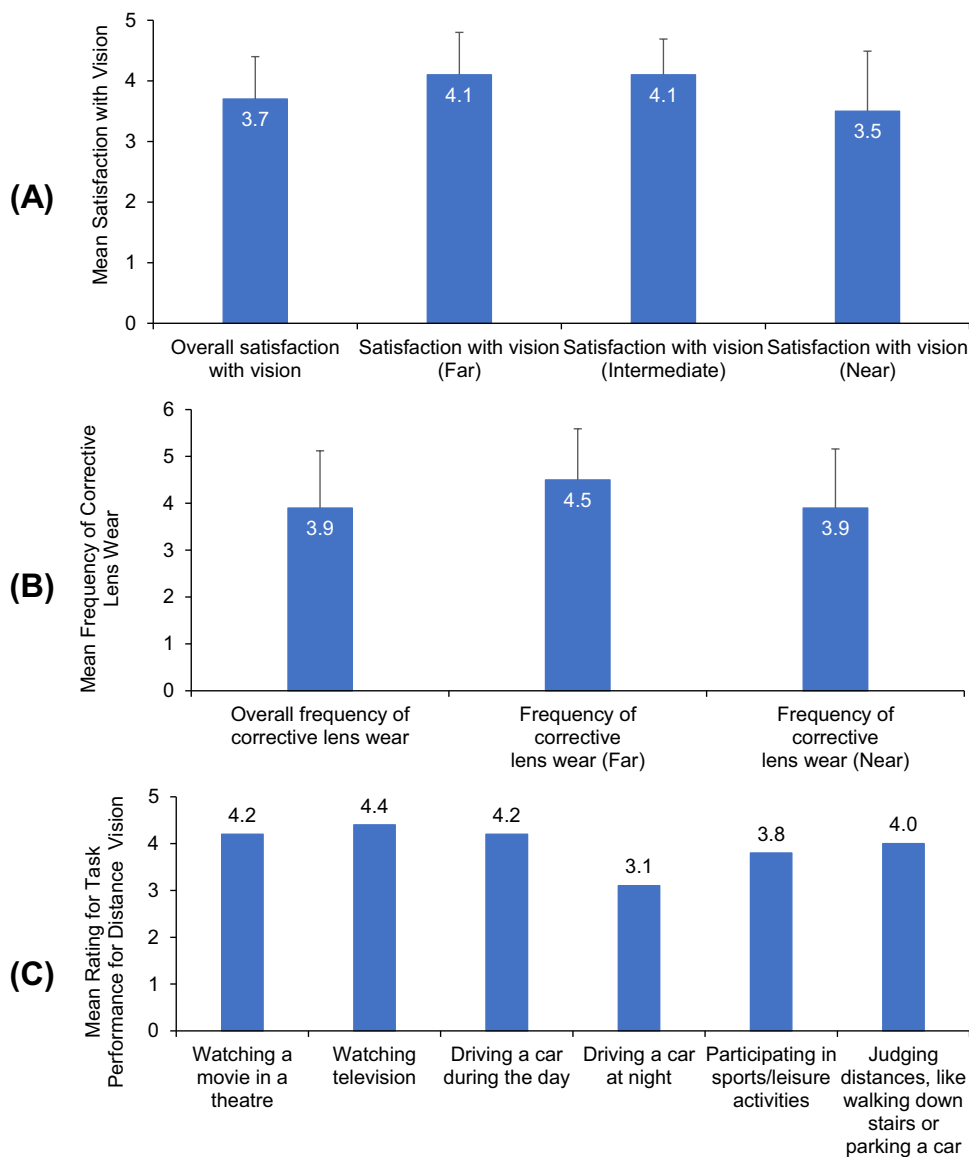 (A)
Mean Satisfaction with Vision
5
4
3
2
1
0
3.7
4.1
4.1
3.5
Overall satisfaction
with vision
Satisfaction with vision
(Far)
Satisfaction with vision
(Intermediate)
Satisfaction with vision
(Near)
(B)
Mean Frequency of Corrective
Lens Wear
6
5
4
3
2
1
0
3.9
4.5
3.9
Overall frequency of
corrective lens wear
Frequency of
corrective
lens wear (Far)
Frequency of
corrective
lens wear (Near)
(C)
Mean Rating for Task
Performance for Distance Vision
5
4
3
2
1
0
4.2
4.4
4.2
3.1
3.8
4.0
Watching a
movie in a
theatre
Watching
television
Driving a car
during the day
Driving a car
at night
Participating in
sports/leisure
activities
Judging
distances, like
walking down
stairs or
parking a car